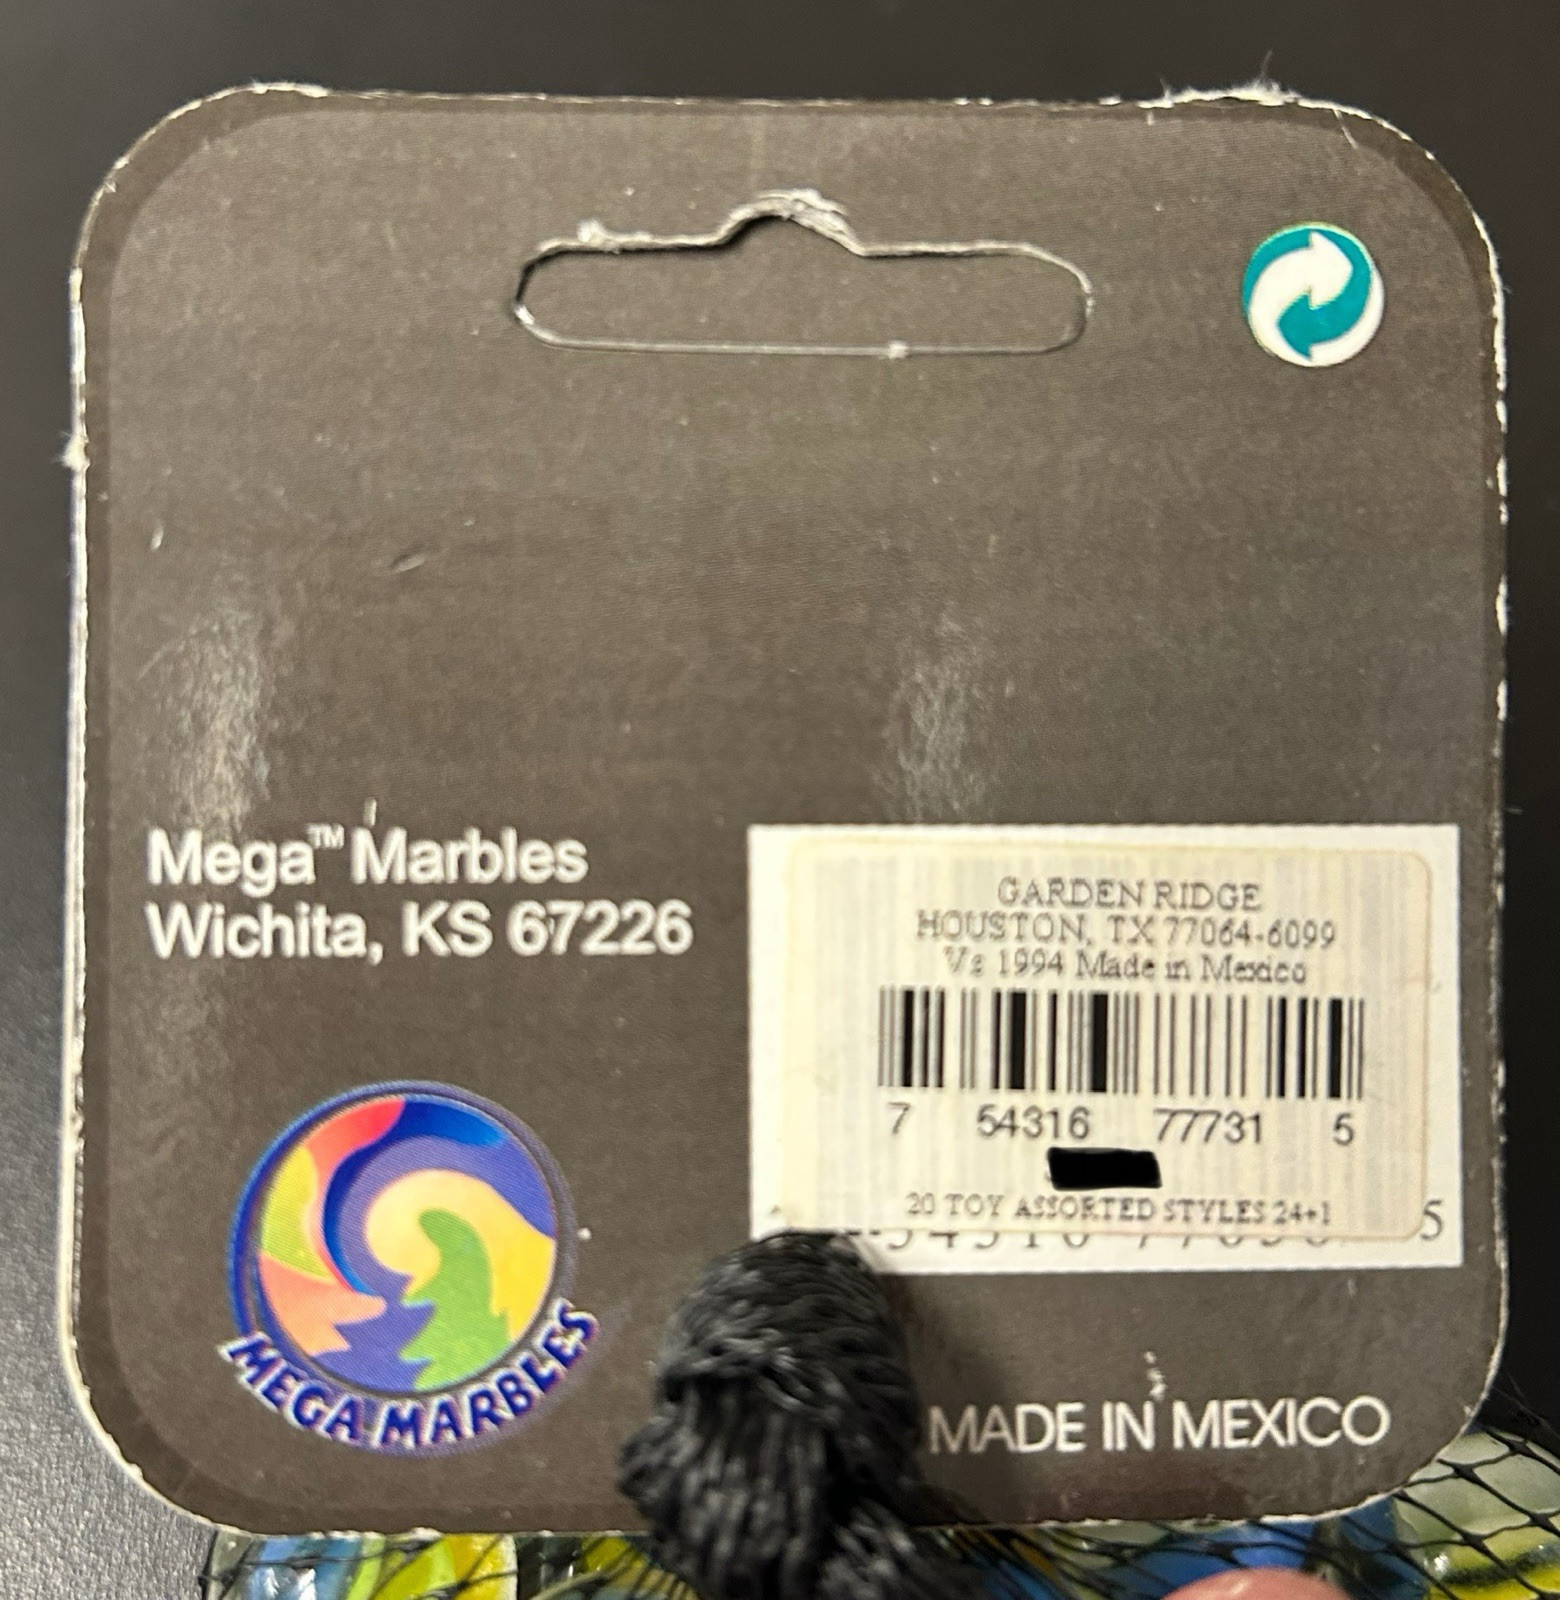 Mega™ Marbles
Wichita, KS 67226
GARDEN RIDGE
HOUSTON, TX 77064-6099
V# 1994 Made in Mexico
7 54316 77731 5
20 TOY ASSORTED STYLES 24+1
5
MEGA MARBLES
MADE IN MEXICO